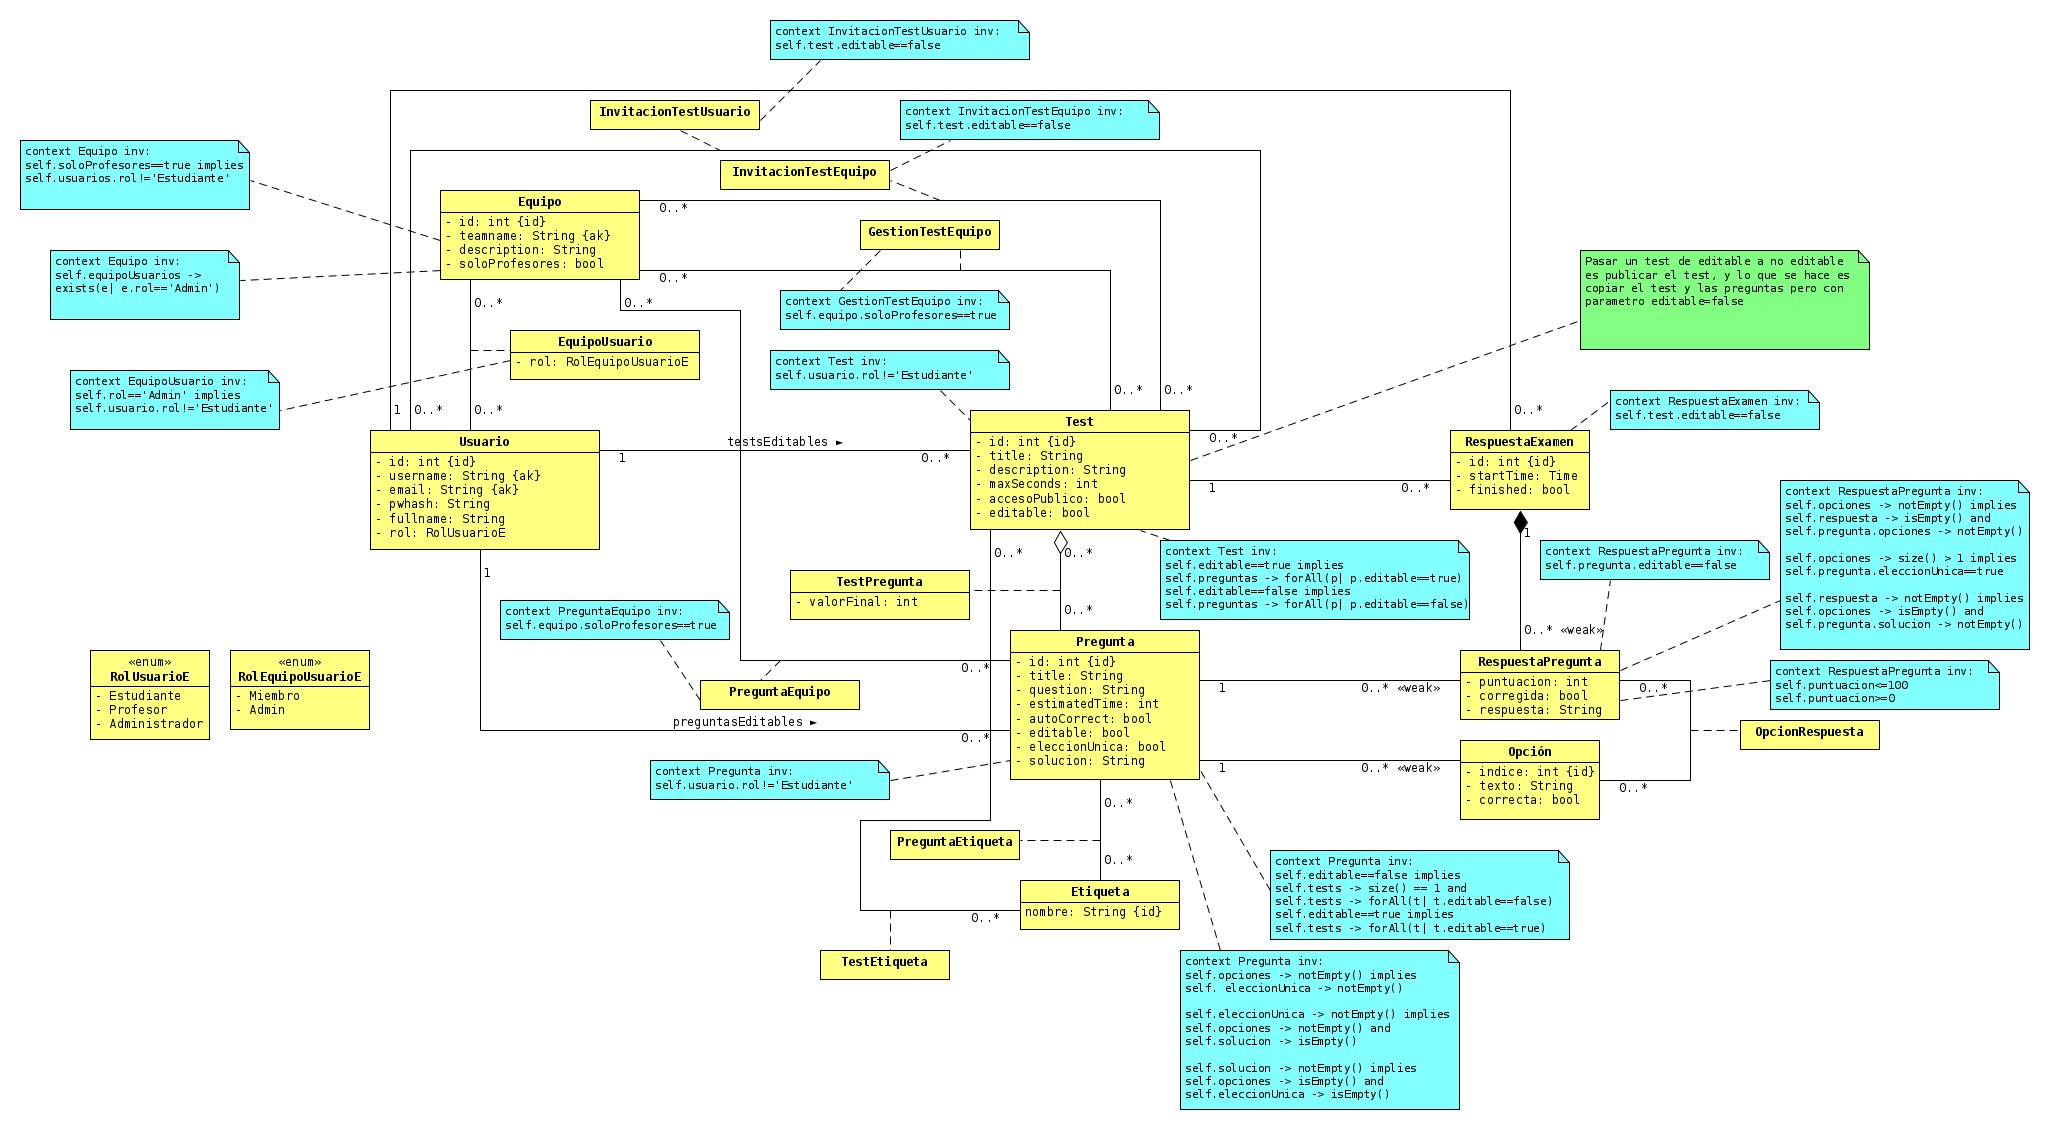 context InvitacionTestUsuario inv:
self.test.editable==false
InvitacionTestUsuario
context InvitacionTestEquipo inv:
self.test.editable==false
context Equipo inv:
self.soloProfesores==true implies
self.usuarios.rol!='Estudiante'
InvitacionTestEquipo
Equipo
- id: int {id}
- teamname: String {ak}
- description: String
- soloProfesores: bool
0..*
0..*
0..*
0..*
GestionTestEquipo
context Equipo inv:
self.equipoUsuarios ->
exists(e| e.rol=='Admin')
context GestionTestEquipo inv:
self.equipo.soloProfesores==true
Pasar un test de editable a no editable
es publicar el test, y lo que se hace es
copiar el test y las preguntas pero con
parametro editable=false
EquipoUsuario
- rol: RolEquipoUsuarioE
context Test inv:
self.usuario.rol!='Estudiante'
context EquipoUsuario inv:
self.rol=='Admin' implies
self.usuario.rol!='Estudiante'
1
0..*
0..*
0..*
0..*
0..*
0..*
context RespuestaExamen inv:
self.test.editable==false
Usuario
- id: int {id}
- username: String {ak}
- email: String {ak}
- pwhash: String
- fullname: String
- rol: RolUsuarioE
testsEditables ►
1
0..*
Test
- id: int {id}
- title: String
- description: String
- maxSeconds: int
- accesoPublico: bool
- editable: bool
1
0..*
RespuestaExamen
- id: int {id}
- startTime: Time
- finished: bool
context RespuestaPregunta inv:
self.opciones -> notEmpty() implies
self.respuesta -> isEmpty() and
self.pregunta.opciones -> notEmpty()
self.opciones -> size() > 1 implies
self.pregunta.eleccionUnica==true
self.respuesta -> notEmpty() implies
self.opciones -> isEmpty() and
self.pregunta.solucion -> notEmpty()
1
0..*
0..*
1
context Test inv:
self.editable==true implies
self.preguntas -> forAll(p| p.editable==true)
self.editable==false implies
self.preguntas -> forAll(p| p.editable==false)
context RespuestaPregunta inv:
self.pregunta.editable==false
TestPregunta
- valorFinal: int
0..*
context PreguntaEquipo inv:
self.equipo.soloProfesores==true
0..* «weak»
«enum»
RolUsuarioE
- Estudiante
- Profesor
- Administrador
«enum»
RolEquipoUsuarioE
- Miembro
- Admin
PreguntaEquipo
preguntasEditables ►
0..*
0..*
Pregunta
- id: int {id}
- title: String
- question: String
- estimatedTime: int
- autoCorrect: bool
- editable: bool
- eleccionUnica: bool
- solucion: String
1
0..* «weak»
RespuestaPregunta
- puntuacion: int
- corregida: bool
- respuesta: String
0..*
context RespuestaPregunta inv:
self.puntuacion<=100
self.puntuacion>=0
OpcionRespuesta
1
0..* «weak»
Opción
- indice: int {id}
- texto: String
- correcta: bool
0..*
context Pregunta inv:
self.usuario.rol!='Estudiante'
0..*
PreguntaEtiqueta
0..*
Etiqueta
nombre: String {id}
0..*
TestEtiqueta
context Pregunta inv:
self.editable==false implies
self.tests -> size() == 1 and
self.tests -> forAll(t| t.editable==false)
self.editable==true implies
self.tests -> forAll(t| t.editable==true)
context Pregunta inv:
self.opciones -> notEmpty() implies
self. eleccionUnica -> notEmpty()
self.eleccionUnica -> notEmpty() implies
self.opciones -> notEmpty() and
self.solucion -> isEmpty()
self.solucion -> notEmpty() implies
self.opciones -> isEmpty() and
self.eleccionUnica -> isEmpty()